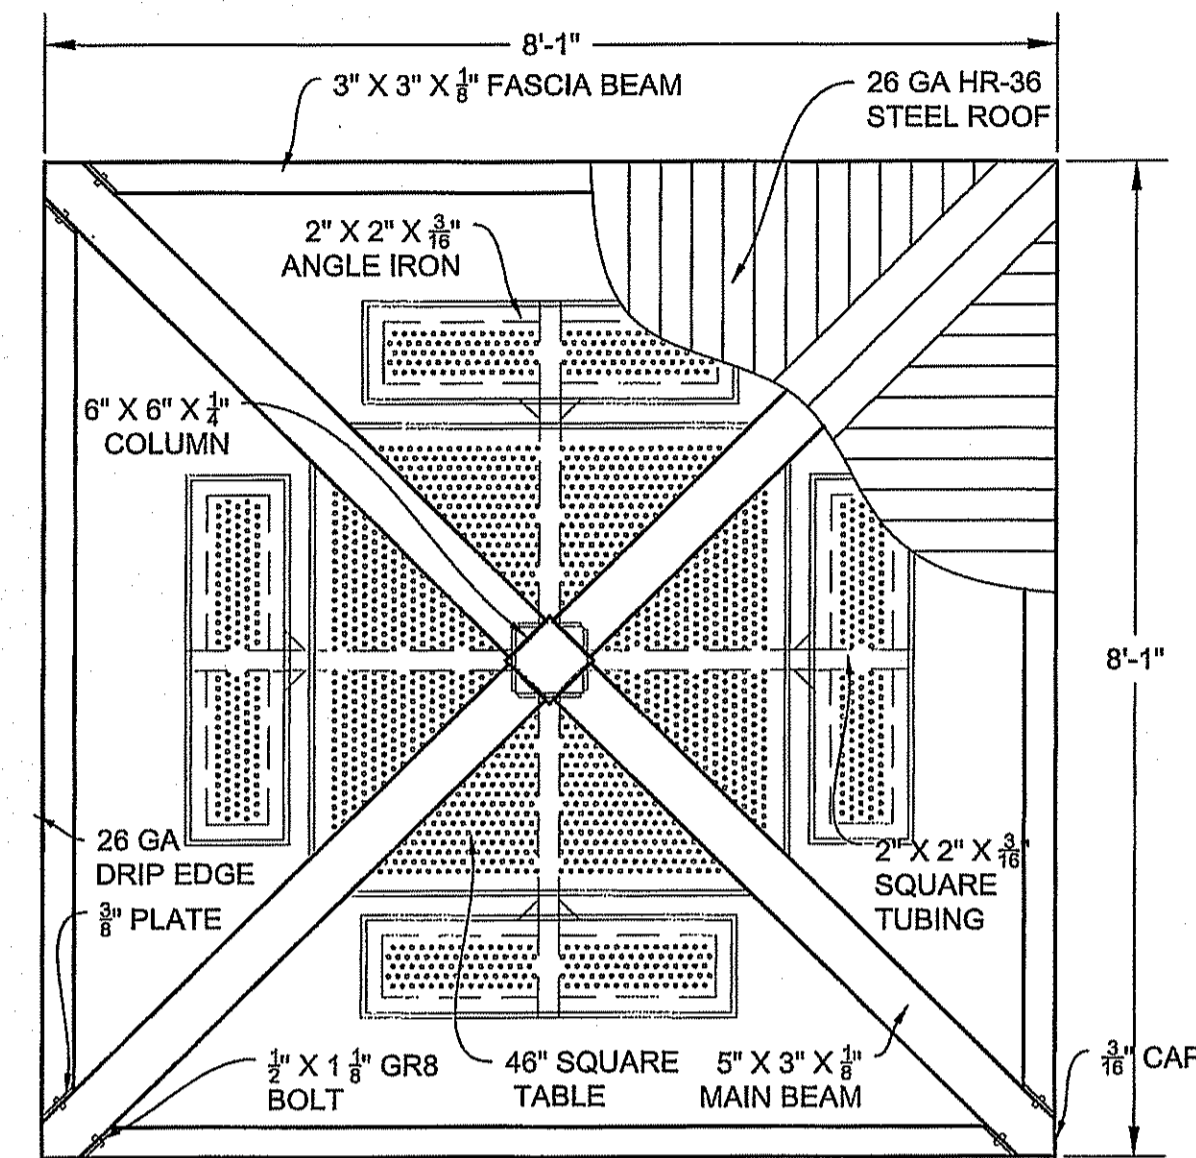 8'-1"
3" X 3" X 1/8" FASCIA BEAM
26 GA HR-36
STEEL ROOF
2" X 2" X 3/16"
ANGLE IRON
6" X 6" X 1/4"
COLUMN
8'-1"
26 GA
DRIP EDGE
3/8" PLATE
2" X 2" X 3/16"
SQUARE
TUBING
1/2" X 1 1/8" GR8
BOLT
46" SQUARE
TABLE
5" X 3" X 1/8"
MAIN BEAM
3/16" CAP